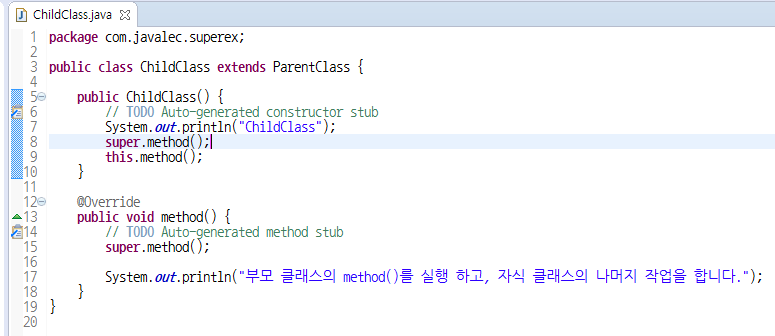 ChildClass.java
1 package com.javalec.superex;
2
3 public class ChildClass extends ParentClass {
4
5 public ChildClass() {
6 // TODO Auto-generated constructor stub
7 System.out.println("ChildClass");
8 super.method();
9 this.method();
10 }
11
12 @Override
13 public void method() {
14 // TODO Auto-generated method stub
15 super.method();
16
17 System.out.println("부모 클래스의 method()를 실행 하고, 자식 클래스의 나머지 작업을 합니다.");
18 }
19 }
20